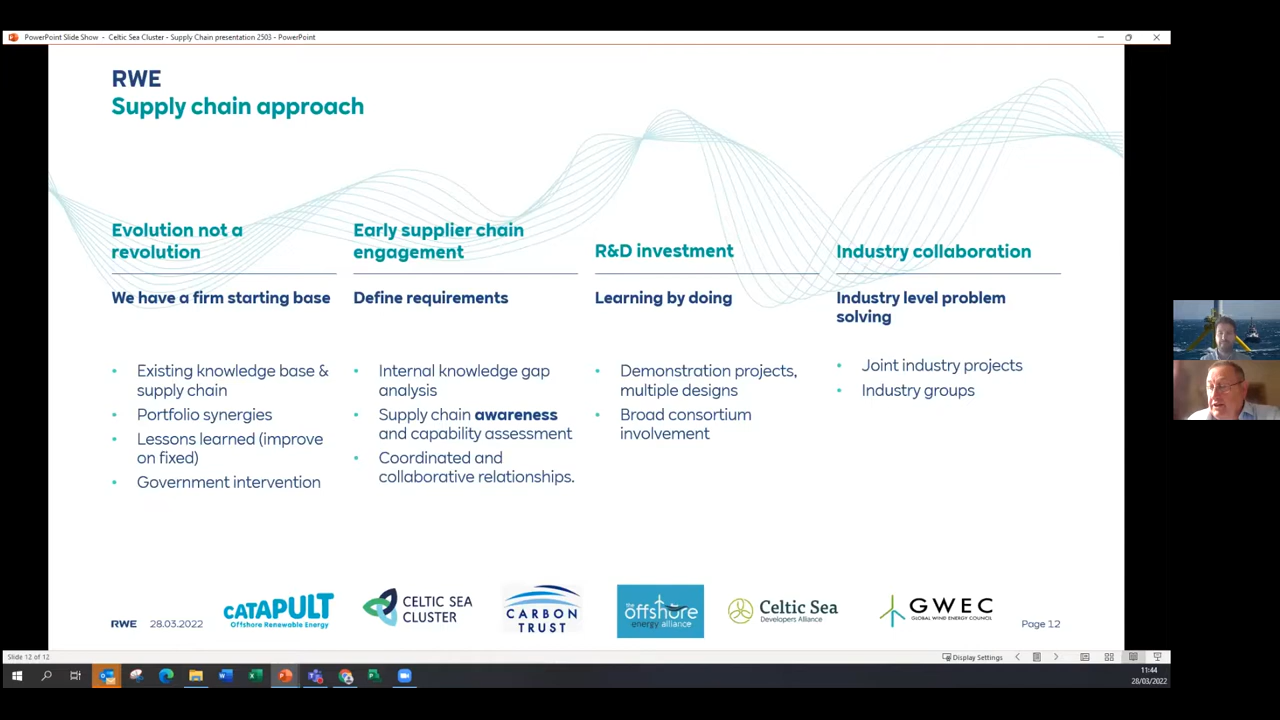 PowerPoint Slide Show - Celtic Sea Cluster - Supply Chain presentation 2503 - PowerPoint
RWE
Supply chain approach
Evolution not a
revolution
We have a firm starting base
• Existing knowledge base &
supply chain
• Portfolio synergies
• Lessons learned (improve
on fixed)
• Government intervention
Early supplier chain
engagement
Define requirements
• Internal knowledge gap
analysis
• Supply chain awareness
and capability assessment
• Coordinated and
collaborative relationships.
R&D investment
Learning by doing
• Demonstration projects,
multiple designs
• Broad consortium
involvement
Industry collaboration
Industry level problem
solving
• Joint industry projects
• Industry groups
RWE
28.03.2022
CATAPULT
Offshore Renewable Energy
CELTIC SEA
CLUSTER
CARBON
TRUST
the
offshore
energy alliance
Celtic Sea
Developers Alliance
GWEC
GLOBAL WIND ENERGY COUNCIL
Page 12
Slide 12 of 12
Display Settings
11:44
28/03/2022